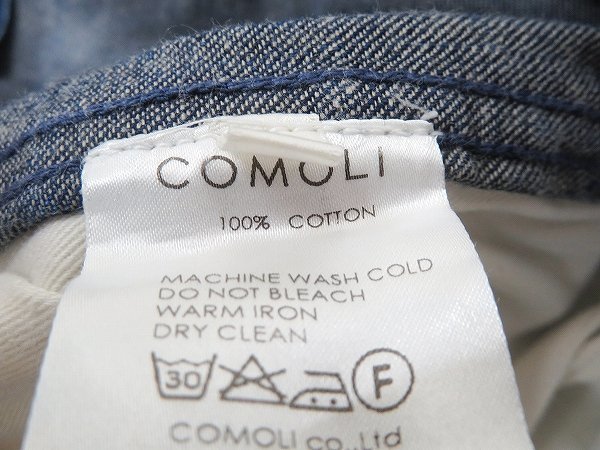 COMOLI
100% COTTON
MACHINE WASH COLD
DO NOT BLEACH
WARM IRON
DRY CLEAN
30 F
COMOLI CO.,Ltd